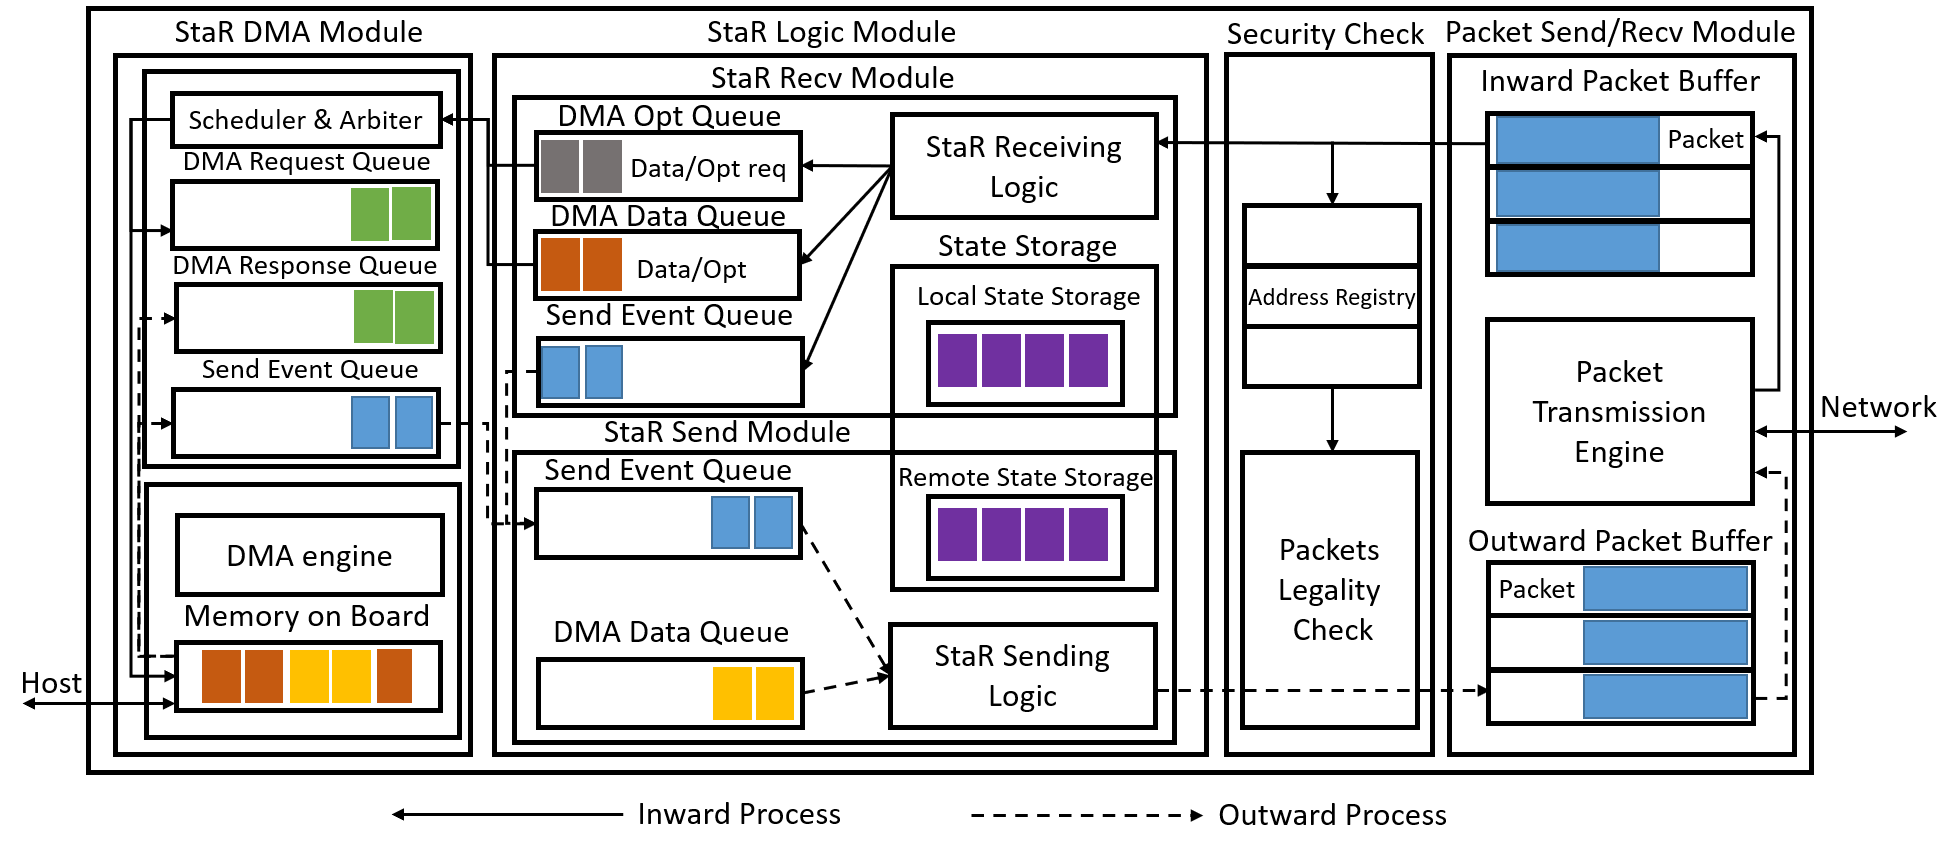 StaR DMA Module
StaR Logic Module
Security Check
Packet Send/Recv Module
Scheduler & Arbiter
DMA Request Queue
DMA Response Queue
Send Event Queue
DMA engine
Memory on Board
Host
StaR Recv Module
DMA Opt Queue
Data/Opt req
DMA Data Queue
Data/Opt
Send Event Queue
StaR Receiving
Logic
State Storage
Local State Storage
StaR Send Module
Send Event Queue
Remote State Storage
DMA Data Queue
StaR Sending
Logic
Address Registry
Packets
Legality
Check
Inward Packet Buffer
Packet
Packet
Transmission
Engine
Network
Outward Packet Buffer
Packet
Inward Process
Outward Process